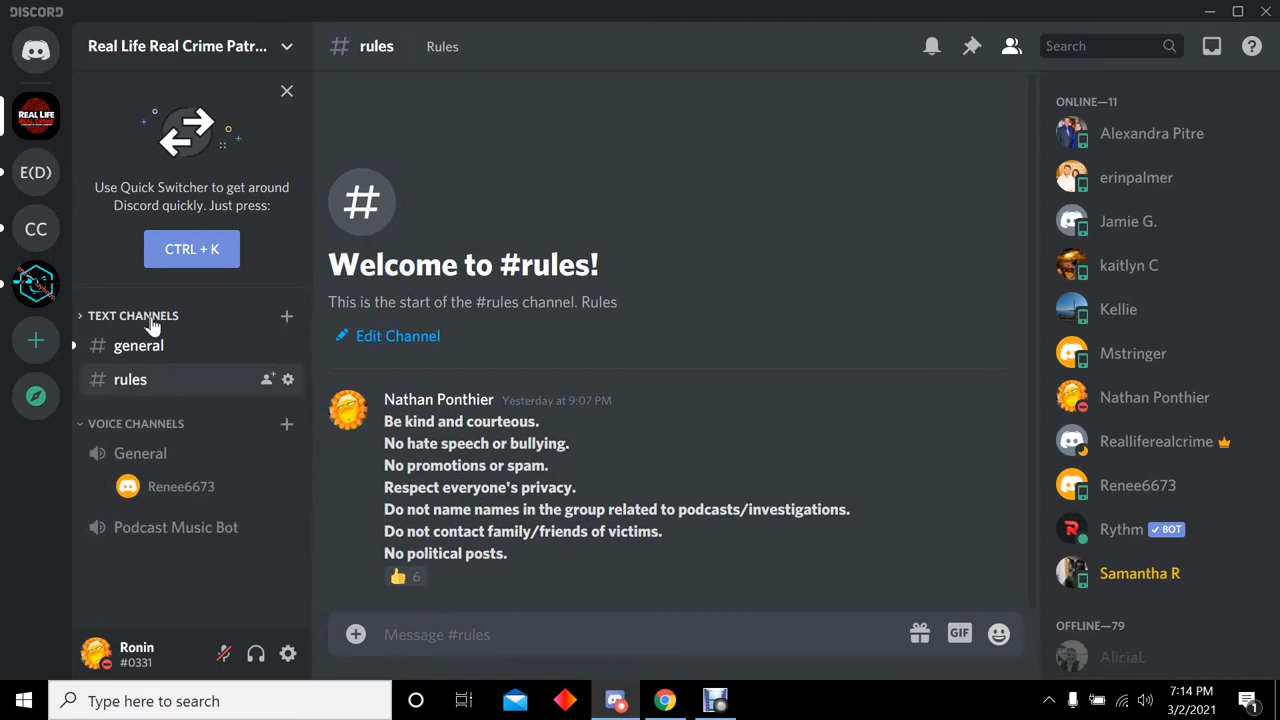 DISCORD
Real Life Real Crime Patr...
# rules
Rules
Search
REAL LIFE
REAL CRIME
E(D)
CC
Use Quick Switcher to get around
Discord quickly. Just press:
CTRL + K
TEXT CHANNELS
# general
# rules
VOICE CHANNELS
General
Renee6673
Podcast Music Bot
Ronin
#0331
#
Welcome to #rules!
This is the start of the #rules channel. Rules
Edit Channel
Nathan Ponthier Yesterday at 9:07 PM
Be kind and courteous.
No hate speech or bullying.
No promotions or spam.
Respect everyone's privacy.
Do not name names in the group related to podcasts/investigations.
Do not contact family/friends of victims.
No political posts.
👍 6
Message #rules
GIF
ONLINE—11
Alexandra Pitre
erinpalmer
Jamie G.
kaitlyn C
Kellie
Mstringer
Nathan Ponthier
Realliferealcrime
Renee6673
Rythm ✓ BOT
Samantha R
OFFLINE—79
AliciaL
Type here to search
7:14 PM
3/2/2021
1